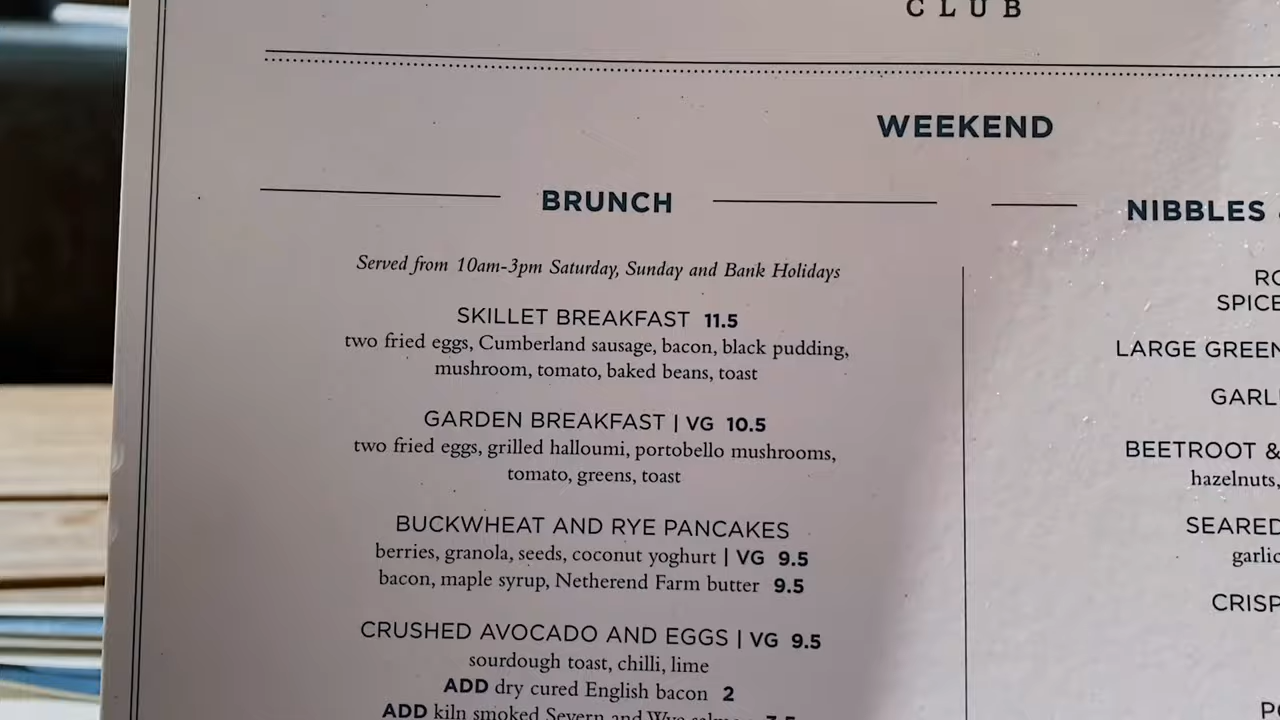 CLUB
WEEKEND
BRUNCH
Served from 10am-3pm Saturday, Sunday and Bank Holidays
SKILLET BREAKFAST 11.5
two fried eggs, Cumberland sausage, bacon, black pudding,
mushroom, tomato, baked beans, toast
GARDEN BREAKFAST | VG 10.5
two fried eggs, grilled halloumi, portobello mushrooms,
tomato, greens, toast
BUCKWHEAT AND RYE PANCAKES
berries, granola, seeds, coconut yoghurt | VG 9.5
bacon, maple syrup, Netherend Farm butter 9.5
CRUSHED AVOCADO AND EGGS | VG 9.5
sourdough toast, chilli, lime
ADD dry cured English bacon 2
ADD kiln smoked Severn and Wye
NIBBLES
LARGE GREEN
BEETROOT &
hazelnuts,
SEARED